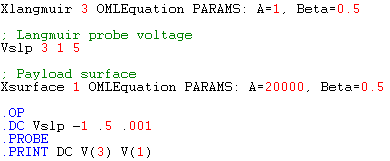 Xlangmuir 3 OMLEquation PARAMS: A=1, Beta=0.5
; Langmuir probe voltage
Vslp 3 1 5
; Payload surface
Xsurface 1 OMLEquation PARAMS: A=20000, Beta=0.5
.OP
.DC Vslp -1 .5 .001
.PROBE
.PRINT DC V(3) V(1)